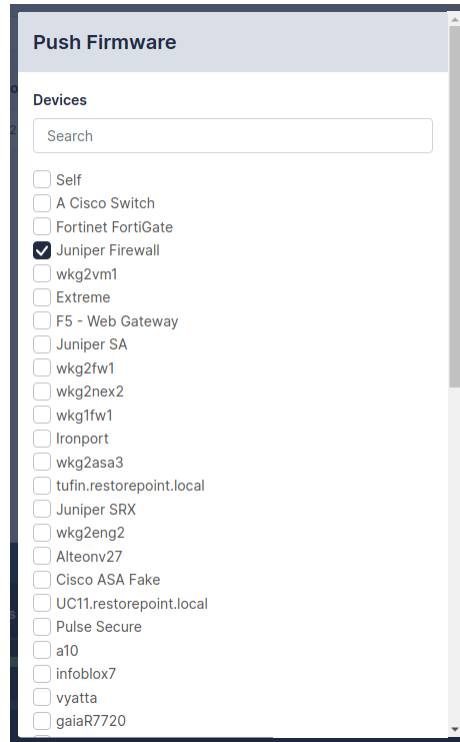 Push Firmware
Devices
Search
Self
A Cisco Switch
Fortinet FortiGate
Juniper Firewall
wkg2vm1
Extreme
F5 - Web Gateway
Juniper SA
wkg2fw1
wkg2nex2
wkg1fw1
Ironport
wkg2asa3
tufin.restorepoint.local
Juniper SRX
wkg2eng2
Alteonv27
Cisco ASA Fake
UC11.restorepoint.local
Pulse Secure
a10
infoblox7
vyatta
gaiaR7720